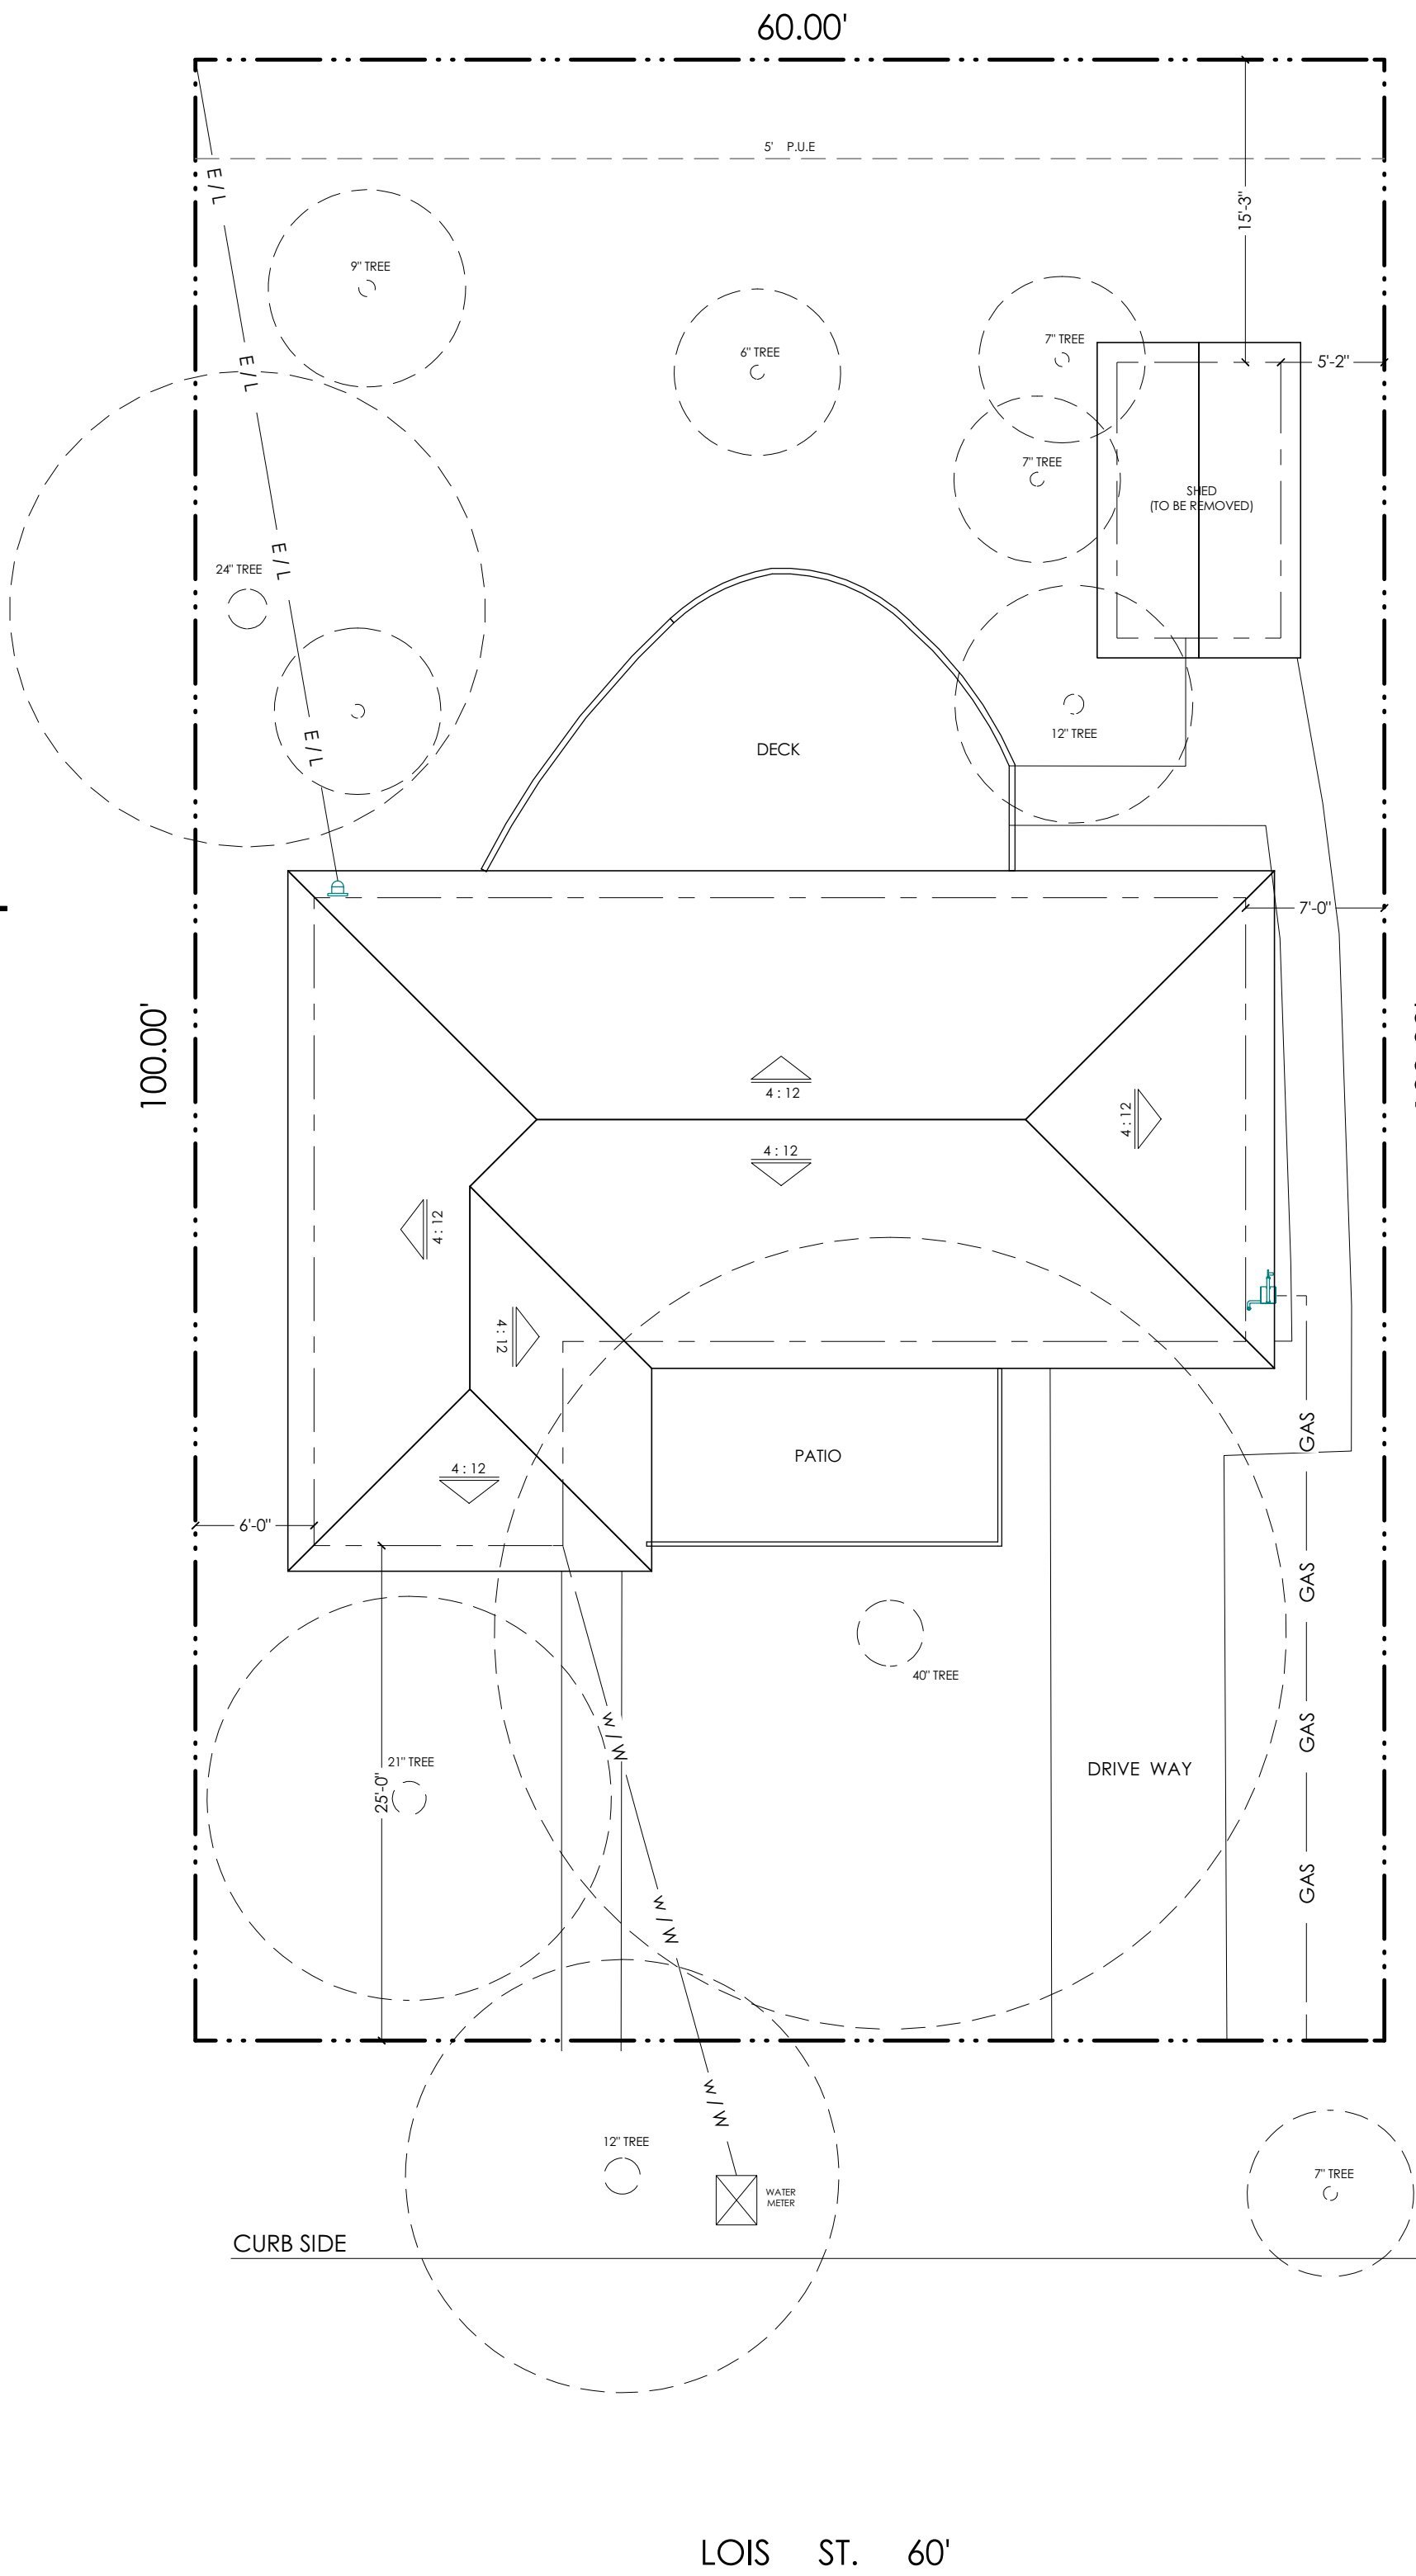 60.00'
5' P.U.E
E / L
15'-3"
9" TREE
7" TREE
6" TREE
E / L
5'-2"
7" TREE
SHED
(TO BE REMOVED)
E / L
24" TREE
E / L
12" TREE
DECK
7'-0"
100.00'
4 : 12
4 : 12
4 : 12
4 : 12
4 : 12
GAS
PATIO
4 : 12
6'-0"
GAS
40" TREE
W / W
GAS
21" TREE
DRIVE WAY
25'-0"
GAS
W / W
W / W
12" TREE
7" TREE
WATER
METER
CURB SIDE
LOIS ST. 60'